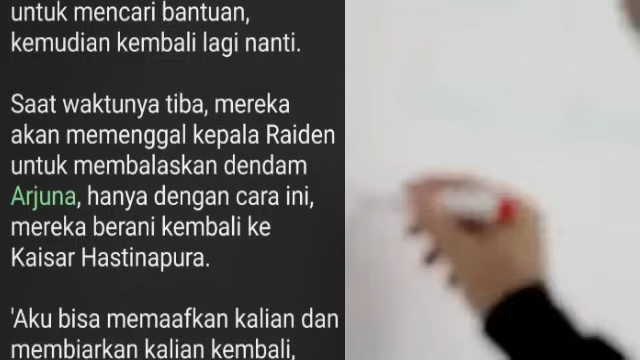 untuk mencari bantuan,
kemudian kembali lagi nanti.
Saat waktunya tiba, mereka
akan memenggal kepala Raiden
untuk membalaskan dendam
Arjuna, hanya dengan cara ini,
mereka berani kembali ke
Kaisar Hastinapura.
'Aku bisa memaafkan kalian dan
membiarkan kalian kembali,